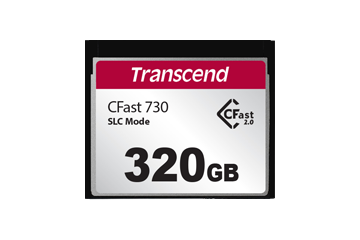 Transcend
CFast 730
SLC Mode
CFast
2.0
320GB